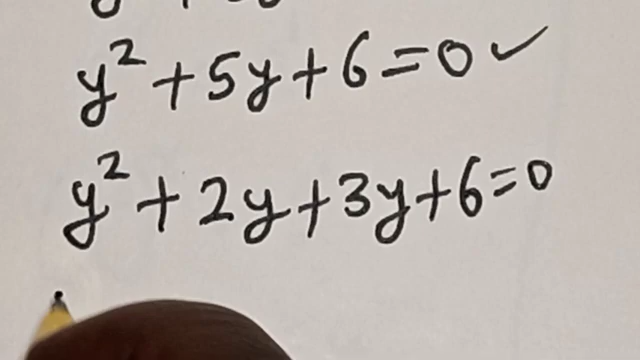 y² + 5y + 6 = 0 ✓
y² + 2y + 3y + 6 = 0